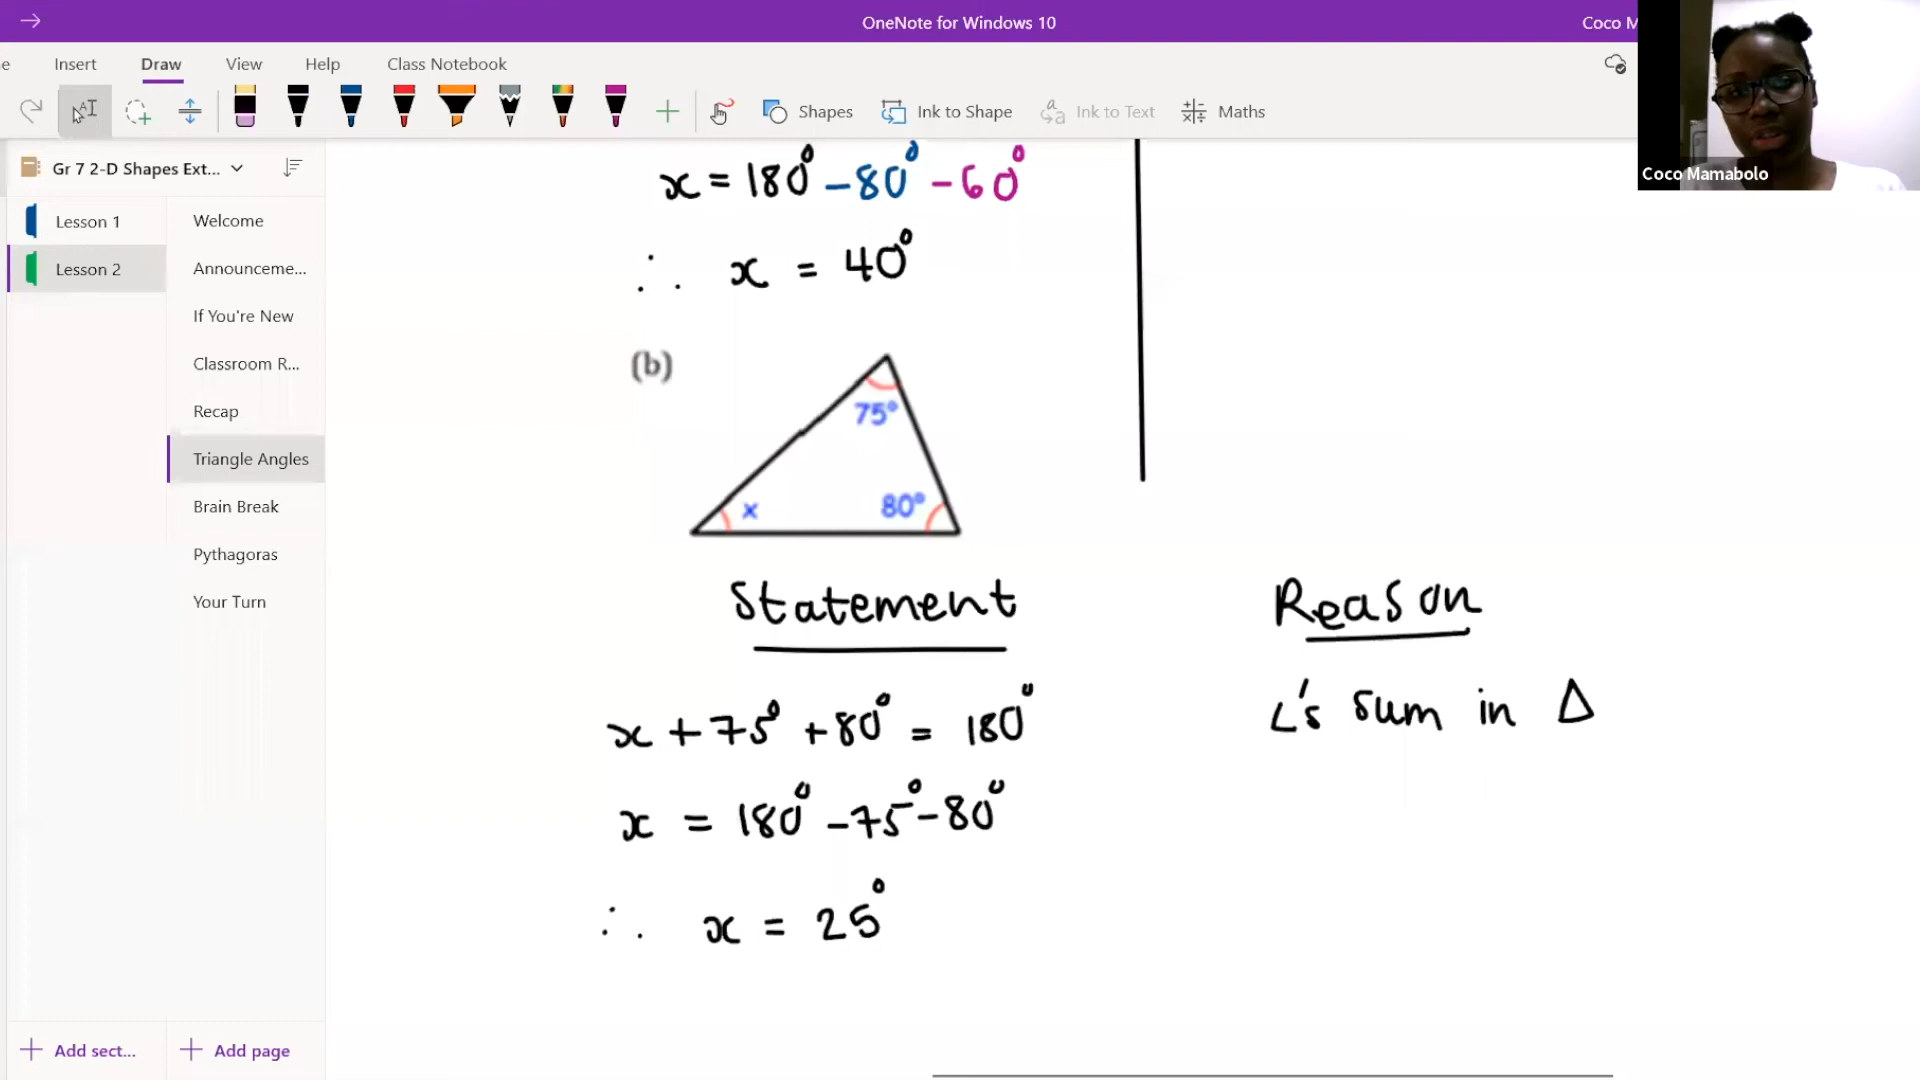 OneNote for Windows 10
Coco M
Insert Draw View Help Class Notebook
Shapes Ink to Shape Ink to Text Maths
Coco Mamabolo
Gr 7 2-D Shapes Ext...
Lesson 1
Lesson 2
Welcome
Announceme...
If You're New
Classroom R...
Recap
Triangle Angles
Brain Break
Pythagoras
Your Turn
Add sect...
Add page
x = 180° - 80° - 60°
∴ x = 40°
(b)
75°
x 80°
Statement Reason
x + 75° + 80° = 180° ∠'s sum in Δ
x = 180° - 75° - 80°
∴ x = 25°